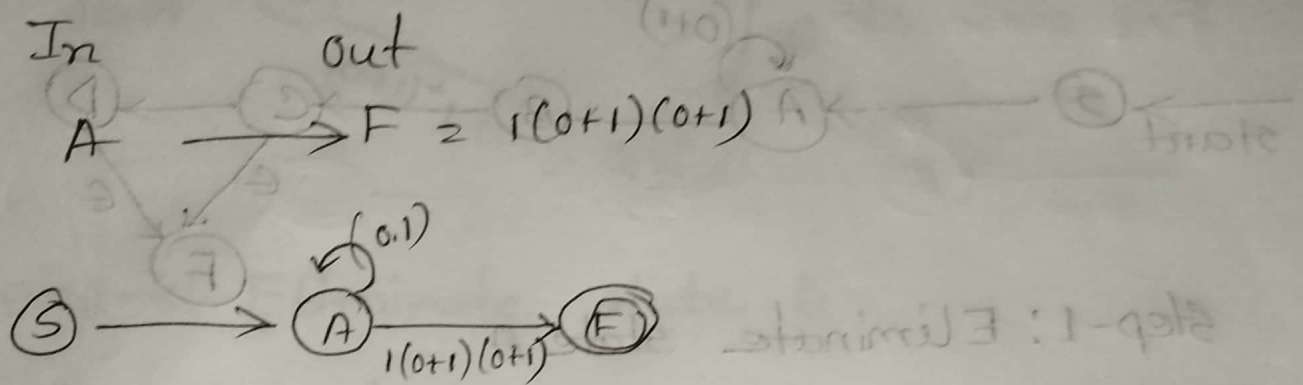 In out
A → F = 1(0+1)(0+1)
(0,1)
S → A → F
1(0+1)(0+1)